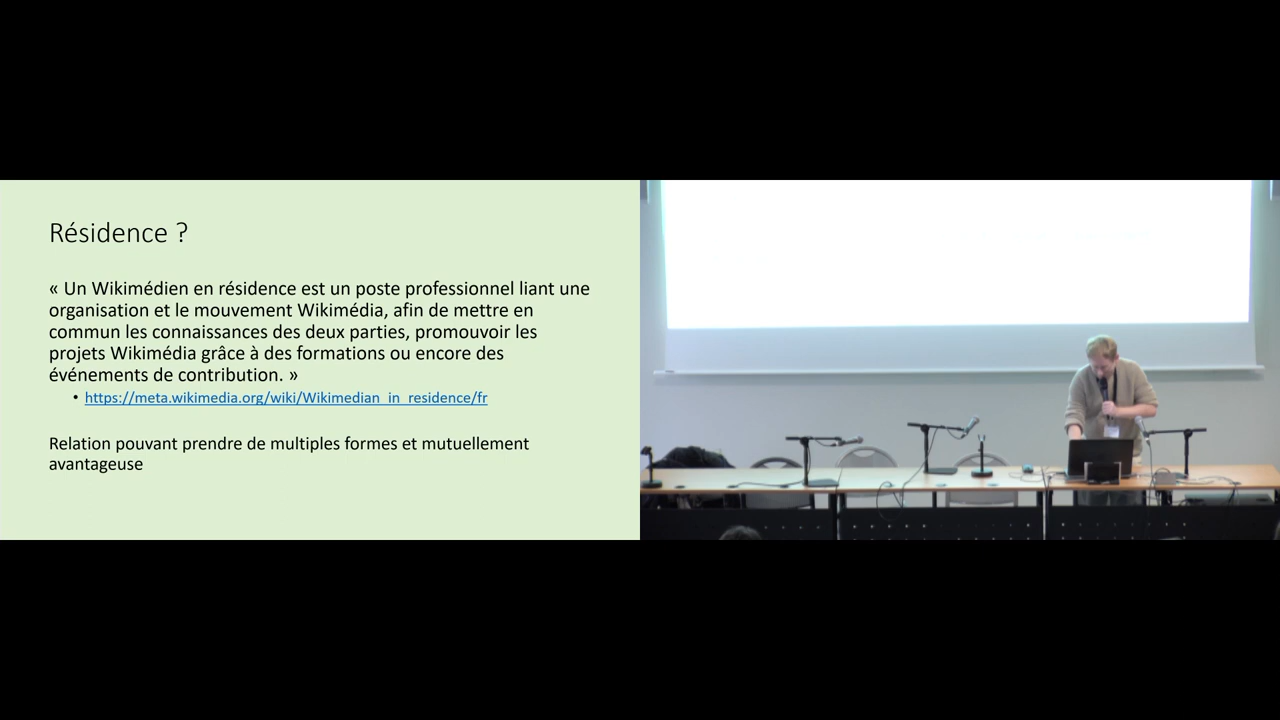 Résidence ?
« Un Wikimédien en résidence est un poste professionnel liant une
organisation et le mouvement Wikimédia, afin de mettre en
commun les connaissances des deux parties, promouvoir les
projets Wikimédia grâce à des formations ou encore des
événements de contribution. »
• https://meta.wikimedia.org/wiki/Wikimedian_in_residence/fr
Relation pouvant prendre de multiples formes et mutuellement
avantageuse